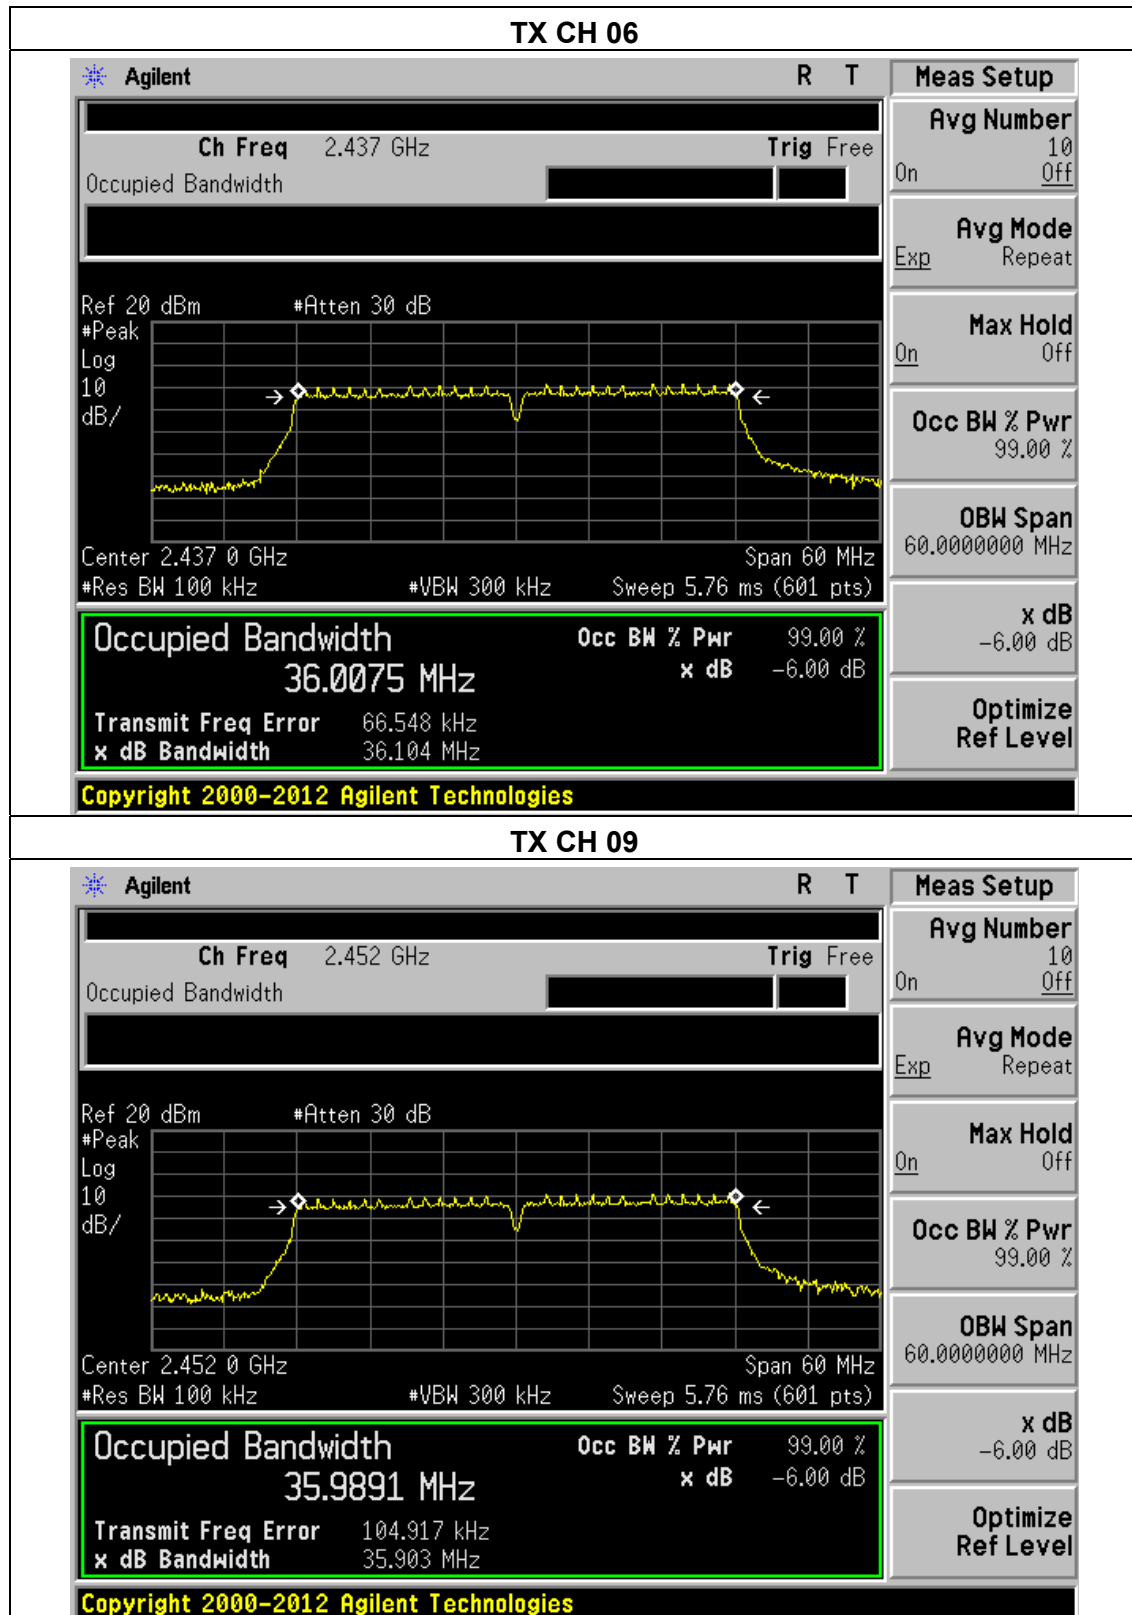 TX CH 06
Agilent R T Meas Setup
Ch Freq 2.437 GHz Trig Free
Occupied Bandwidth
Avg Number
10
On Off
Avg Mode
Exp Repeat
Max Hold
On Off
Occ BW % Pwr
99.00 %
OBW Span
60.0000000 MHz
x dB
-6.00 dB
Optimize
Ref Level
Ref 20 dBm #Atten 30 dB
#Peak
Log
10
dB/
Center 2.437 0 GHz Span 60 MHz
#Res BW 100 kHz #VBW 300 kHz Sweep 5.76 ms (601 pts)
Occupied Bandwidth Occ BW % Pwr 99.00 %
36.0075 MHz x dB -6.00 dB
Transmit Freq Error 66.548 kHz
x dB Bandwidth 36.104 MHz
Copyright 2000-2012 Agilent Technologies
TX CH 09
Agilent R T Meas Setup
Ch Freq 2.452 GHz Trig Free
Occupied Bandwidth
Avg Number
10
On Off
Avg Mode
Exp Repeat
Max Hold
On Off
Occ BW % Pwr
99.00 %
OBW Span
60.0000000 MHz
x dB
-6.00 dB
Optimize
Ref Level
Ref 20 dBm #Atten 30 dB
#Peak
Log
10
dB/
Center 2.452 0 GHz Span 60 MHz
#Res BW 100 kHz #VBW 300 kHz Sweep 5.76 ms (601 pts)
Occupied Bandwidth Occ BW % Pwr 99.00 %
35.9891 MHz x dB -6.00 dB
Transmit Freq Error 104.917 kHz
x dB Bandwidth 35.903 MHz
Copyright 2000-2012 Agilent Technologies